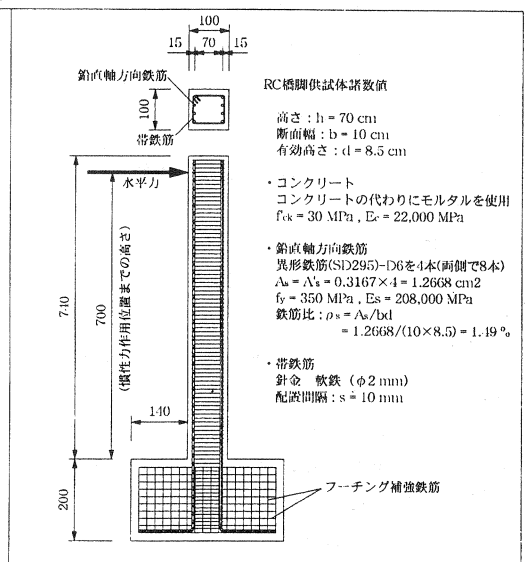 100
15 70 15
鉛直軸方向鉄筋
100
帯鉄筋
水平力
740
700
(慣性力作用位置までの高さ)
140
200
フーチング補強鉄筋
RC橋脚供試体諸数値
高さ：h = 70 cm
断面幅：b = 10 cm
有効高さ：d = 8.5 cm
・コンクリート
コンクリートの代わりにモルタルを使用
f'ck = 30 MPa , Ec = 22,000 MPa
・鉛直軸方向鉄筋
異形鉄筋(SD295)-D6を4本(両側で8本)
As = A's = 0.3167×4 = 1.2668 cm2
fy = 350 MPa , Es = 208,000 MPa
鉄筋比：ρs = As/bd
= 1.2668/(10×8.5) = 1.49 %
・帯鉄筋
針金 軟鉄 (φ2 mm)
配置間隔：s = 10 mm